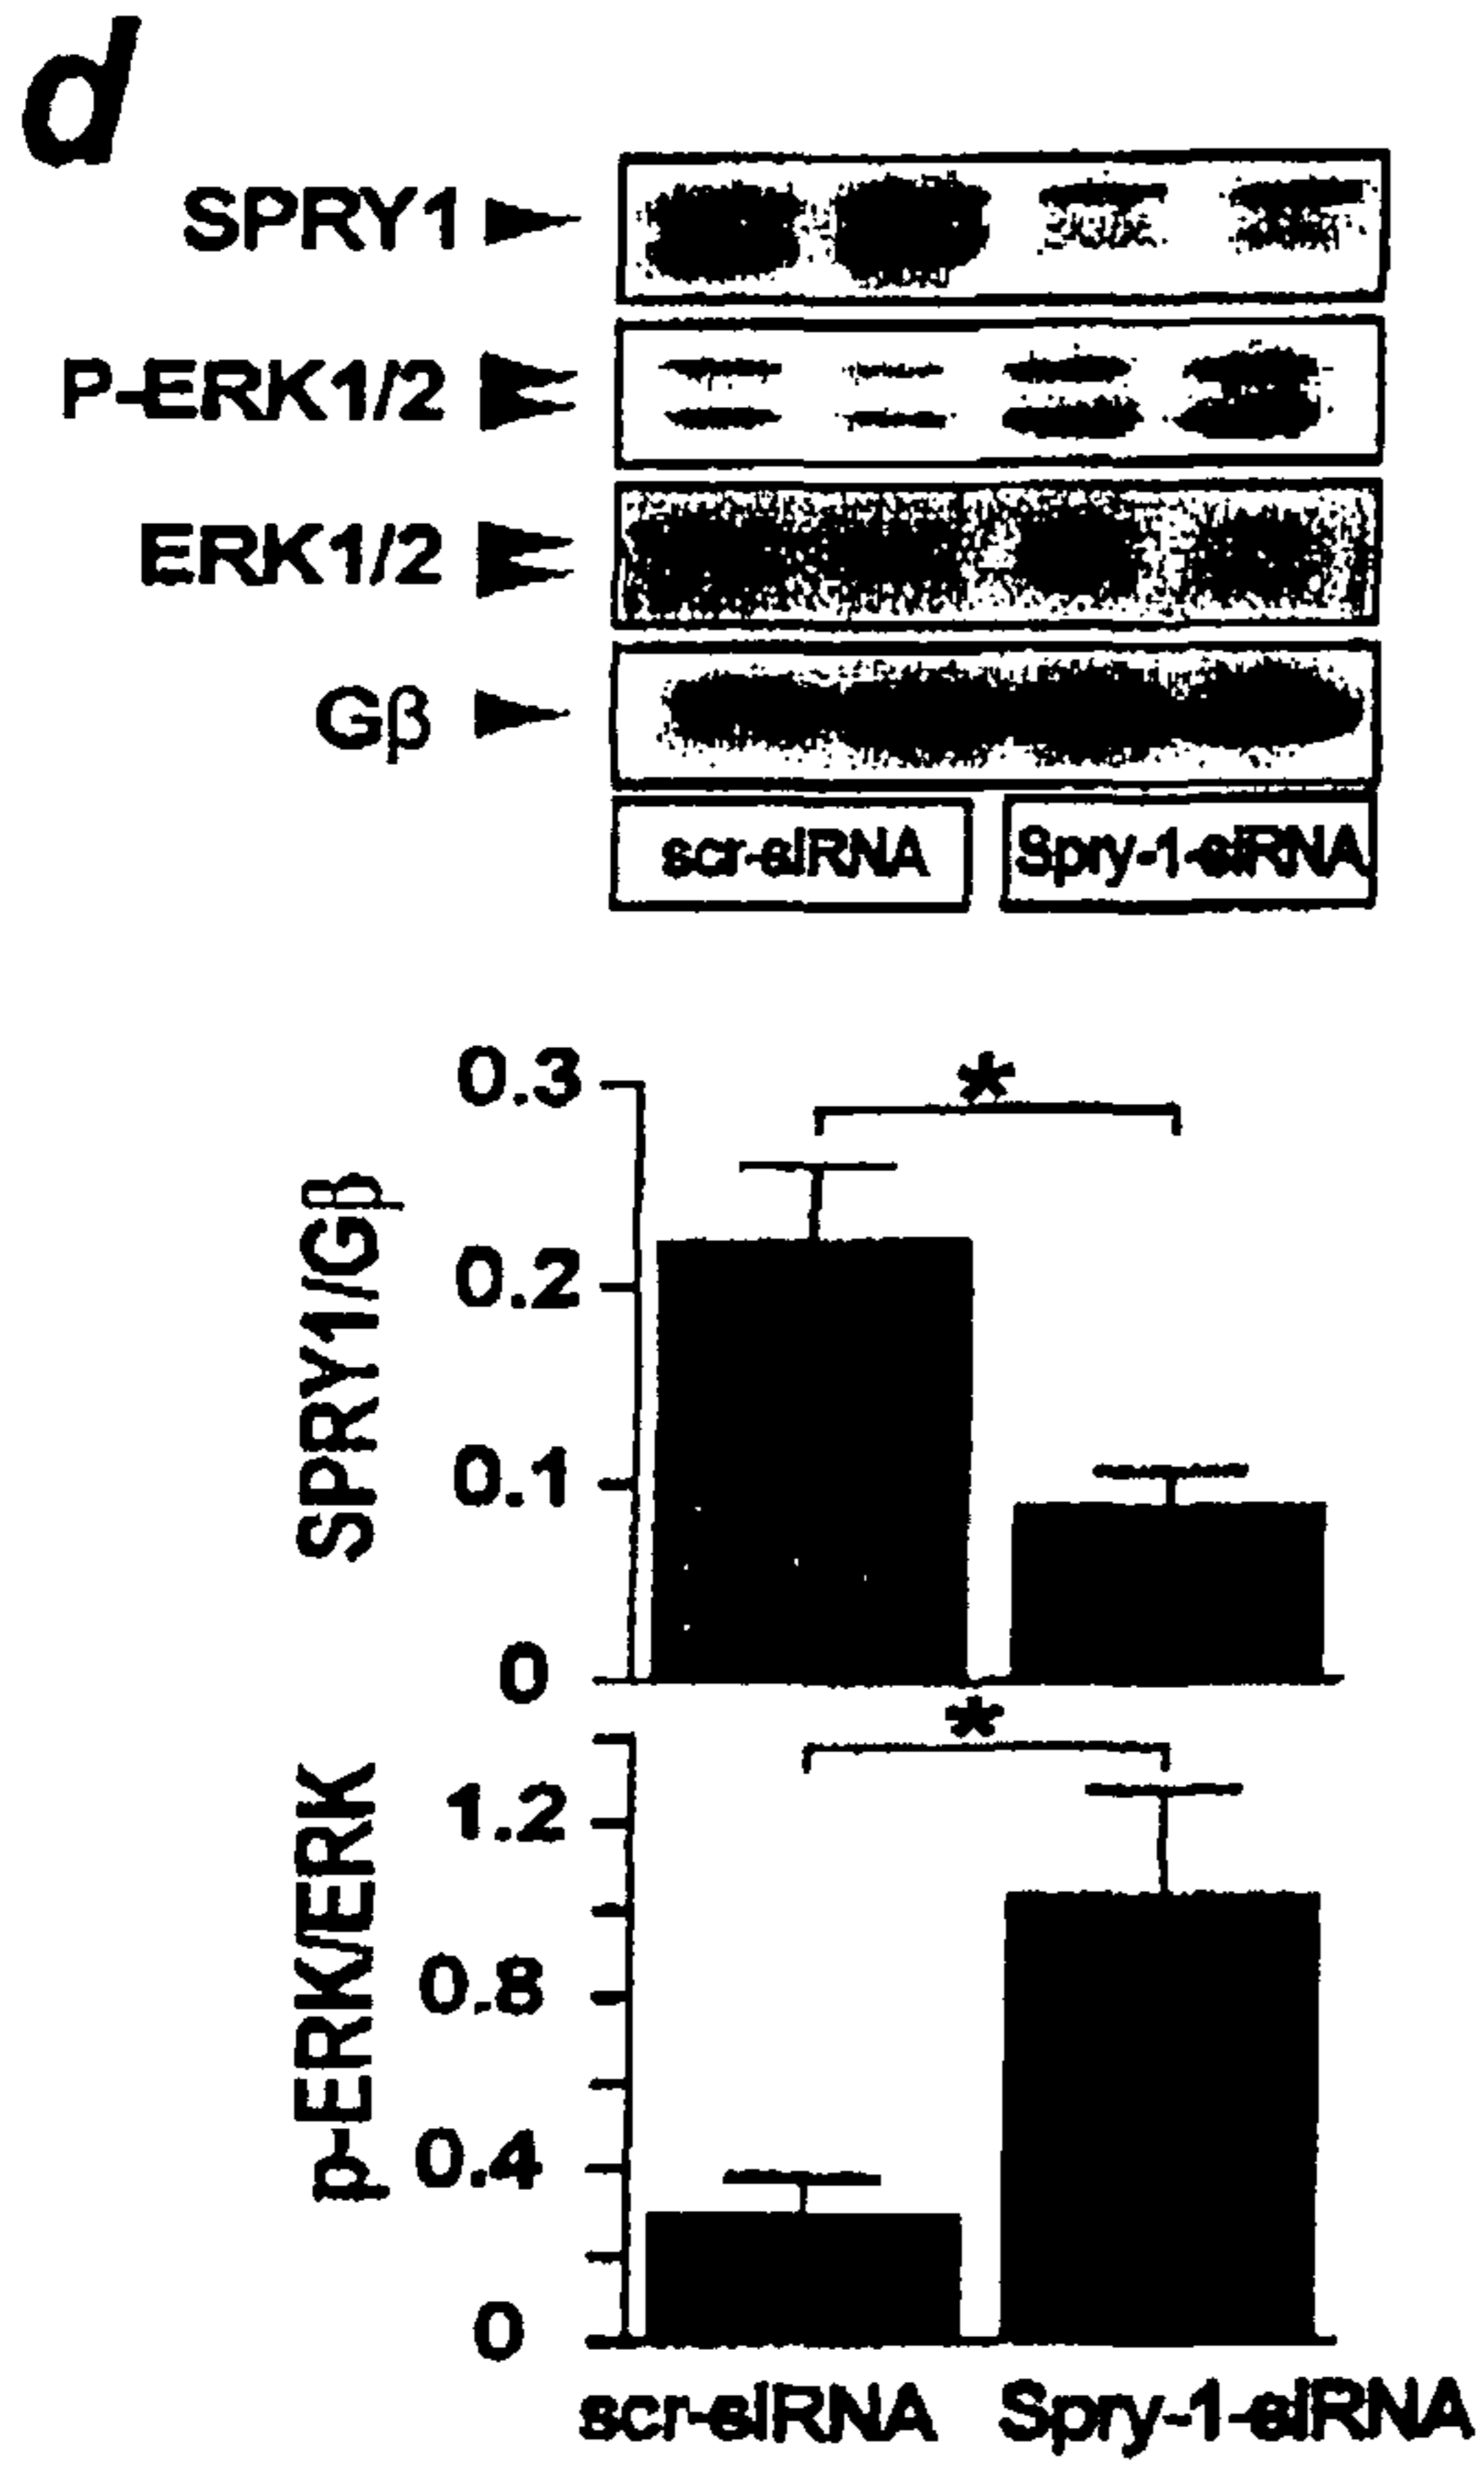 d
SPRY1
P-ERK1/2
ERK1/2
Gβ
scr-siRNA Spry-1-siRNA
*
0.3
0.2
0.1
0
SPRY1/Gβ
*
1.2
0.8
0.4
0
p-ERK/ERK
scr-siRNA Spry-1-siRNA